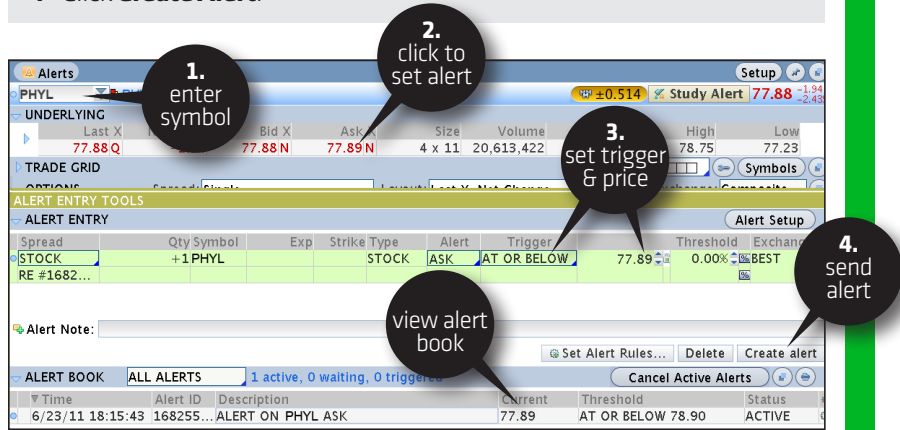 Alerts
Setup
PHYL
±0.514
Study Alert
77.88
-1.94
UNDERLYING
Last X
Bid X
Ask X
Size
Volume
High
Low
77.88 Q
77.88 N
77.89 N
4 x 11
20,613,422
78.75
77.23
TRADE GRID
Symbols
ALERT ENTRY TOOLS
ALERT ENTRY
Alert Setup
Spread
Qty
Symbol
Exp
Strike
Type
Alert
Trigger
Threshold
STOCK
+1
PHYL
STOCK
ASK
AT OR BELOW
77.89
0.00%
BEST
RE #1682...
Alert Note:
Set Alert Rules...
Delete
Create alert
ALERT BOOK
ALL ALERTS
1 active, 0 waiting, 0 triggered
Cancel Active Alerts
Time
Alert ID
Description
Current
Threshold
Status
6/23/11 18:15:43
168255...
ALERT ON PHYL ASK
77.89
AT OR BELOW 78.90
ACTIVE
1.
enter
symbol
2.
click to
set alert
3.
set trigger
& price
4.
send
alert
view alert
book